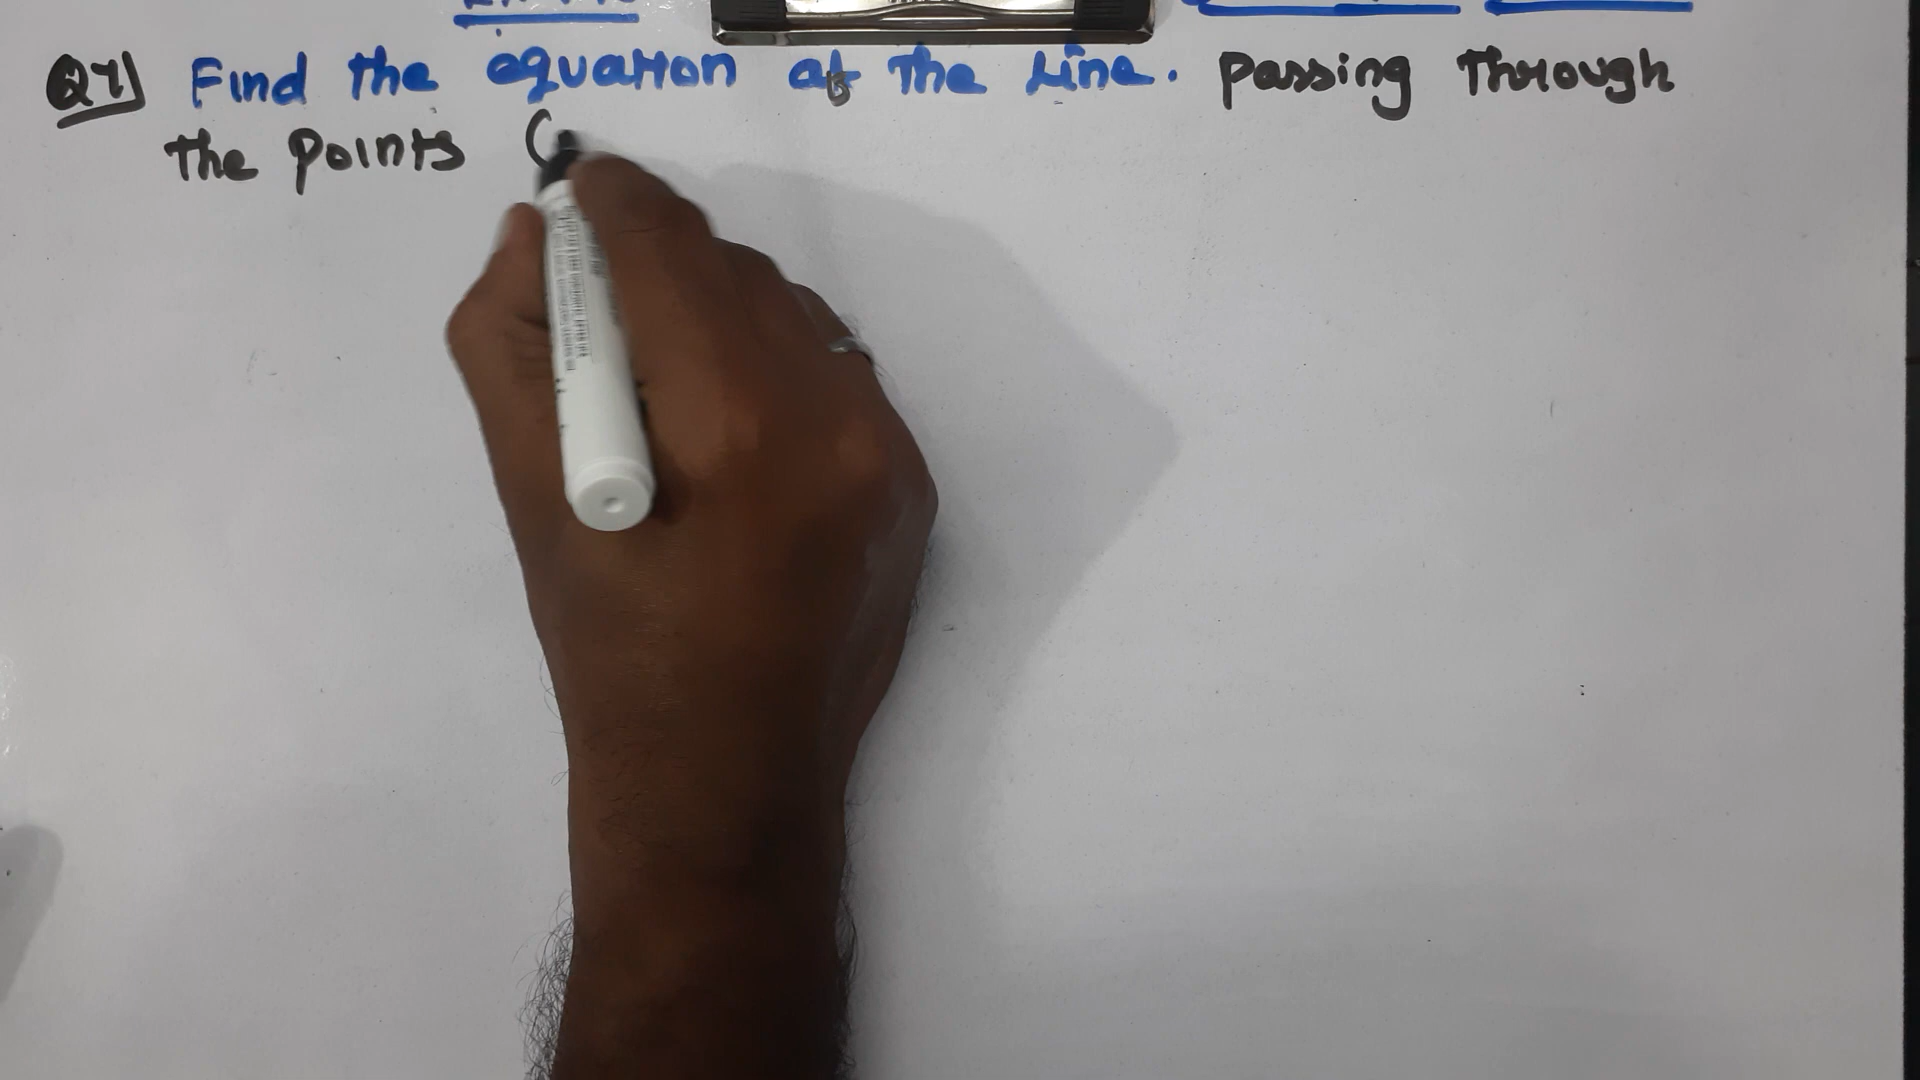 Q7) Find the equation of the Line. Passing Through
the Points (